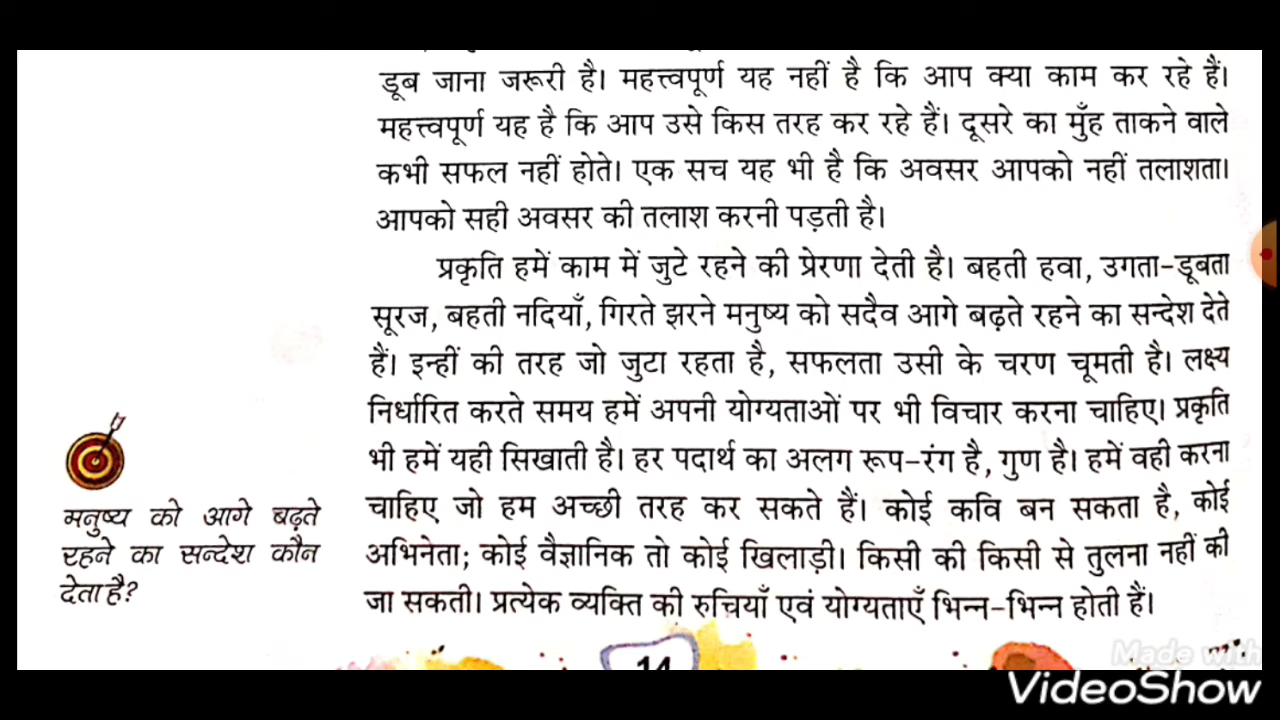 डूब जाना जरूरी है। महत्त्वपूर्ण यह नहीं है कि आप क्या काम कर रहे हैं।
महत्त्वपूर्ण यह है कि आप उसे किस तरह कर रहे हैं। दूसरे का मुँह ताकने वाले
कभी सफल नहीं होते। एक सच यह भी है कि अवसर आपको नहीं तलाशता।
आपको सही अवसर की तलाश करनी पड़ती है।
प्रकृति हमें काम में जुटे रहने की प्रेरणा देती है। बहती हवा, उगता-डूबता
सूरज, बहती नदियाँ, गिरते झरने मनुष्य को सदैव आगे बढ़ते रहने का सन्देश देते
हैं। इन्हीं की तरह जो जुटा रहता है, सफलता उसी के चरण चूमती है। लक्ष्य
निर्धारित करते समय हमें अपनी योग्यताओं पर भी विचार करना चाहिए। प्रकृति
भी हमें यही सिखाती है। हर पदार्थ का अलग रूप-रंग है, गुण है। हमें वही करना
चाहिए जो हम अच्छी तरह कर सकते हैं। कोई कवि बन सकता है, कोई
अभिनेता; कोई वैज्ञानिक तो कोई खिलाड़ी। किसी की किसी से तुलना नहीं की
जा सकती। प्रत्येक व्यक्ति की रुचियाँ एवं योग्यताएँ भिन्न-भिन्न होती हैं।
मनुष्य को आगे बढ़ते
रहने का सन्देश कौन
देता है?
14
Made with
VideoShow